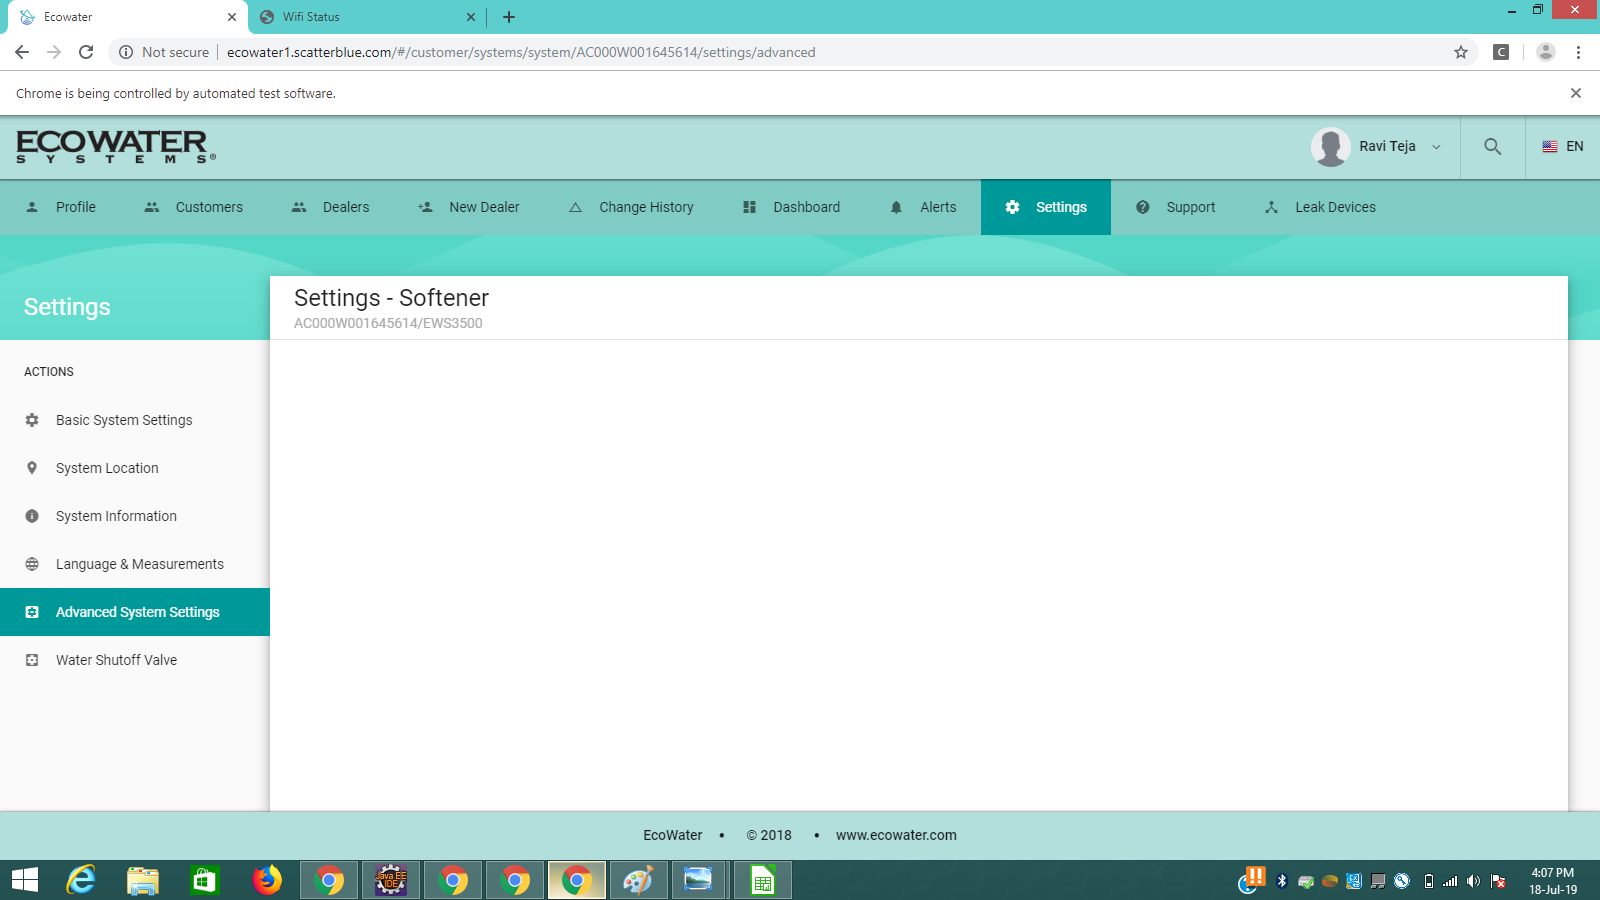 Ecowater
Wifi Status
Not secure
ecowater1.scatterblue.com/#/customer/systems/system/AC000W001645614/settings/advanced
C
Chrome is being controlled by automated test software.
ECOWATER
SYSTEMS®
Ravi Teja
EN
Profile
Customers
Dealers
New Dealer
Change History
Dashboard
Alerts
Settings
Support
Leak Devices
Settings
Settings - Softener
AC000W001645614/EWS3500
ACTIONS
Basic System Settings
System Location
System Information
Language & Measurements
Advanced System Settings
Water Shutoff Valve
EcoWater • © 2018 • www.ecowater.com
Java EE
IDE
4:07 PM
18-Jul-19